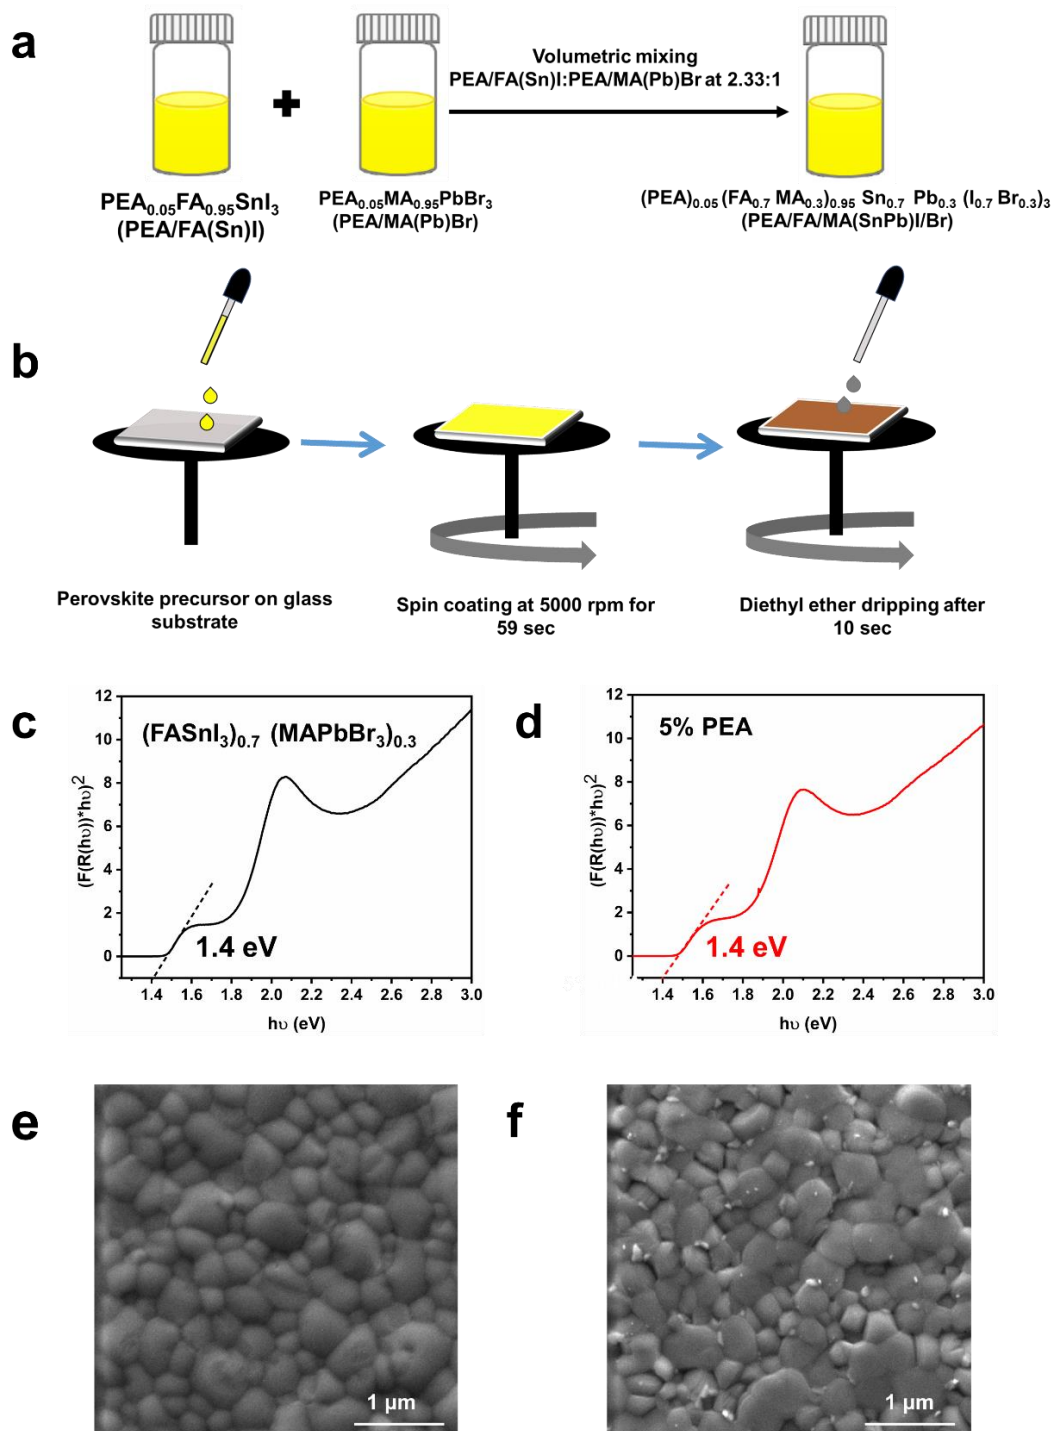 a
Volumetric mixing
PEA/FA(Sn)I:PEA/MA(Pb)Br at 2.33:1
PEA₀.₀₅FA₀.₉₅SnI₃
(PEA/FA(Sn)I)
PEA₀.₀₅MA₀.₉₅PbBr₃
(PEA/MA(Pb)Br)
(PEA)₀.₀₅ (FA₀.₇ MA₀.₃)₀.₉₅ Sn₀.₇ Pb₀.₃ (I₀.₇ Br₀.₃)₃
(PEA/FA/MA(SnPb)I/Br)
b
Perovskite precursor on glass
substrate
Spin coating at 5000 rpm for
59 sec
Diethyl ether dripping after
10 sec
c
(FASnI₃)₀.₇ (MAPbBr₃)₀.₃
(F(R(hυ))*hυ)²
12
10
8
6
4
2
0
1.4 eV
1.4 1.6 1.8 2.0 2.2 2.4 2.6 2.8 3.0
hυ (eV)
d
5% PEA
(F(R(hυ))*hυ)²
12
10
8
6
4
2
0
1.4 eV
1.4 1.6 1.8 2.0 2.2 2.4 2.6 2.8 3.0
hυ (eV)
e
1 µm
f
1 µm